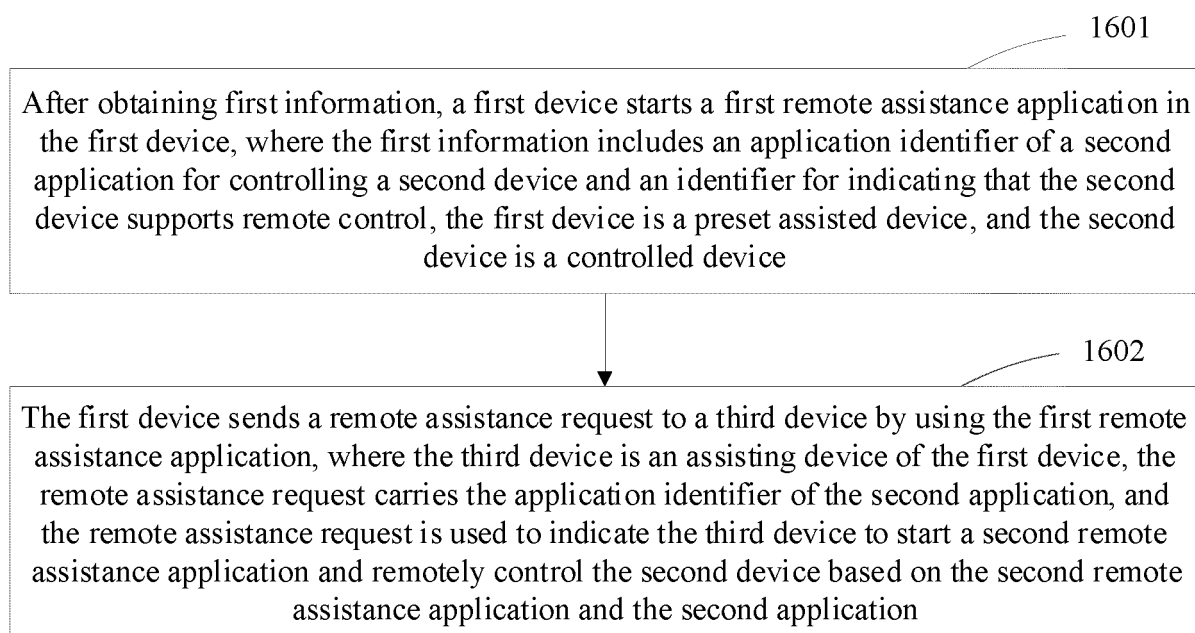 1601
After obtaining first information, a first device starts a first remote assistance application in
the first device, where the first information includes an application identifier of a second
application for controlling a second device and an identifier for indicating that the second
device supports remote control, the first device is a preset assisted device, and the second
device is a controlled device
1602
The first device sends a remote assistance request to a third device by using the first remote
assistance application, where the third device is an assisting device of the first device, the
remote assistance request carries the application identifier of the second application, and
the remote assistance request is used to indicate the third device to start a second remote
assistance application and remotely control the second device based on the second remote
assistance application and the second application